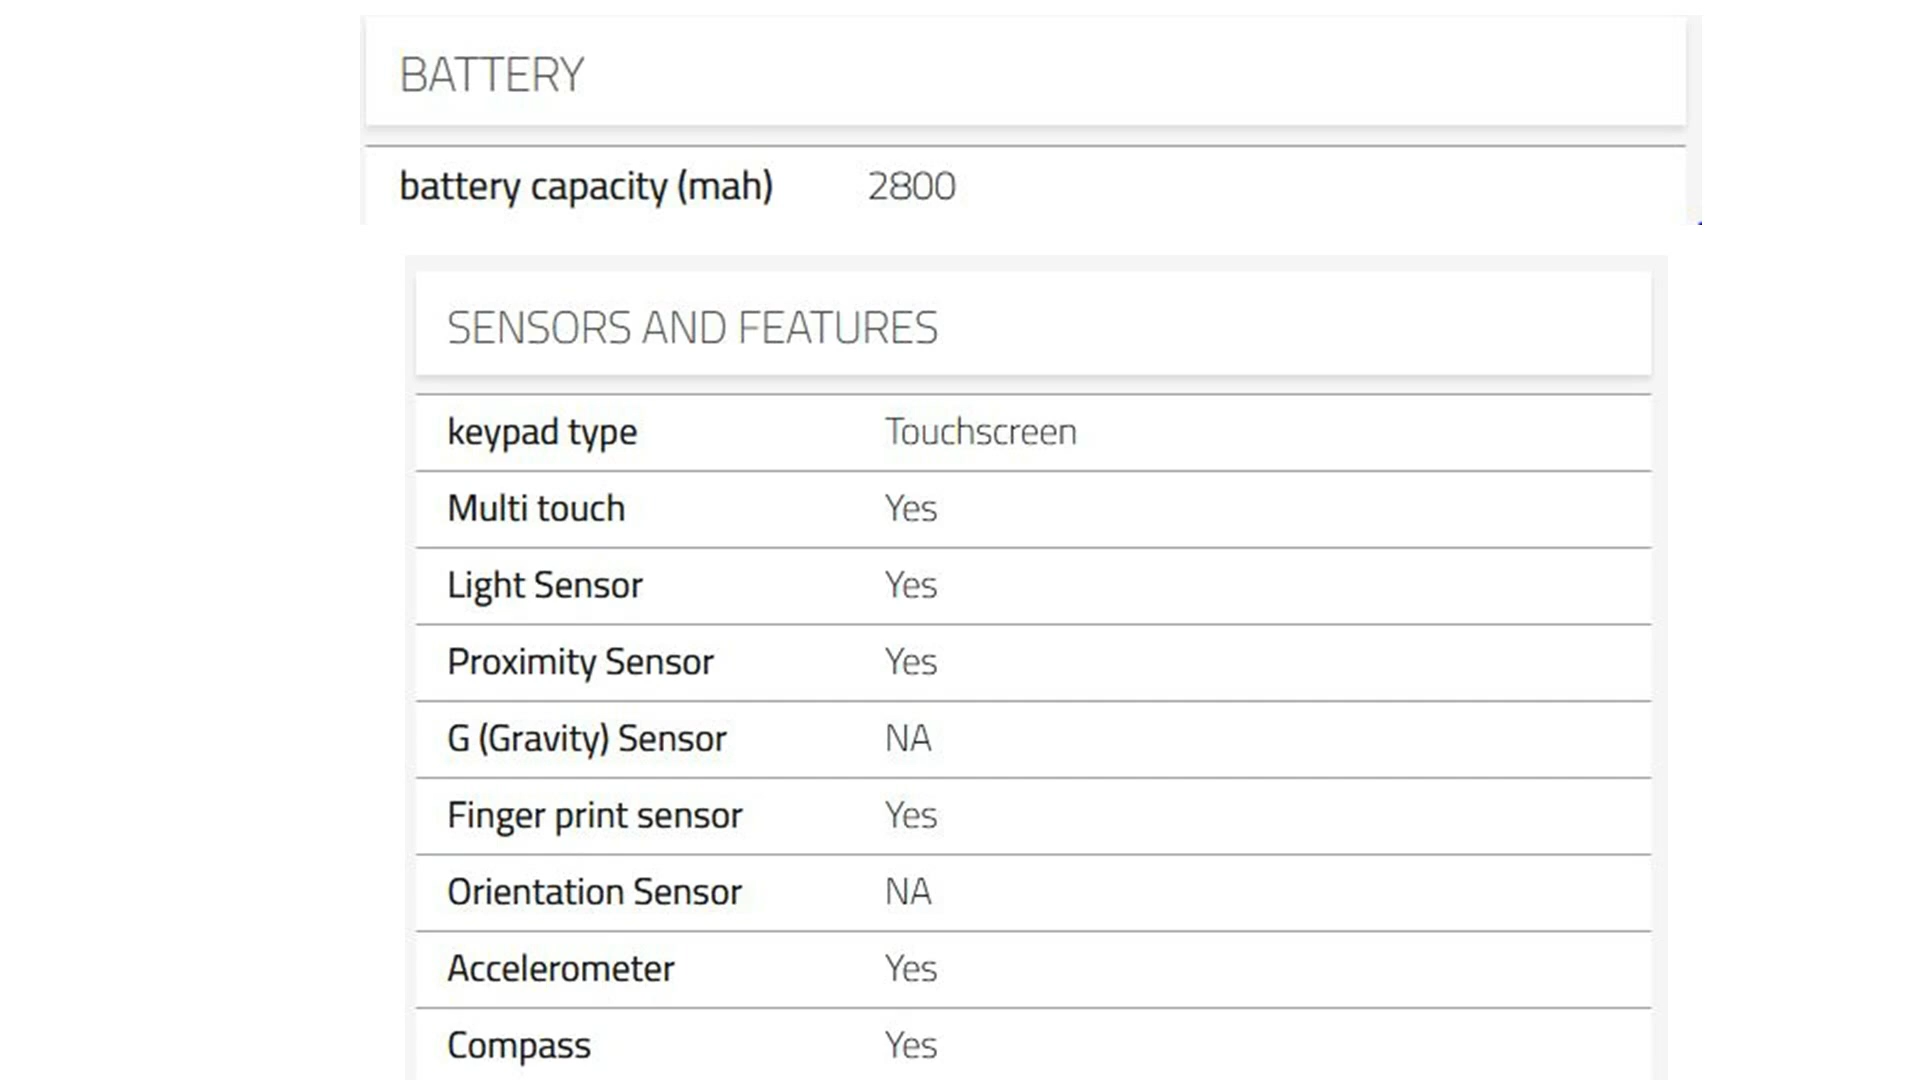 BATTERY
battery capacity (mah) 2800
SENSORS AND FEATURES
keypad type Touchscreen
Multi touch Yes
Light Sensor Yes
Proximity Sensor Yes
G (Gravity) Sensor NA
Finger print sensor Yes
Orientation Sensor NA
Accelerometer Yes
Compass Yes